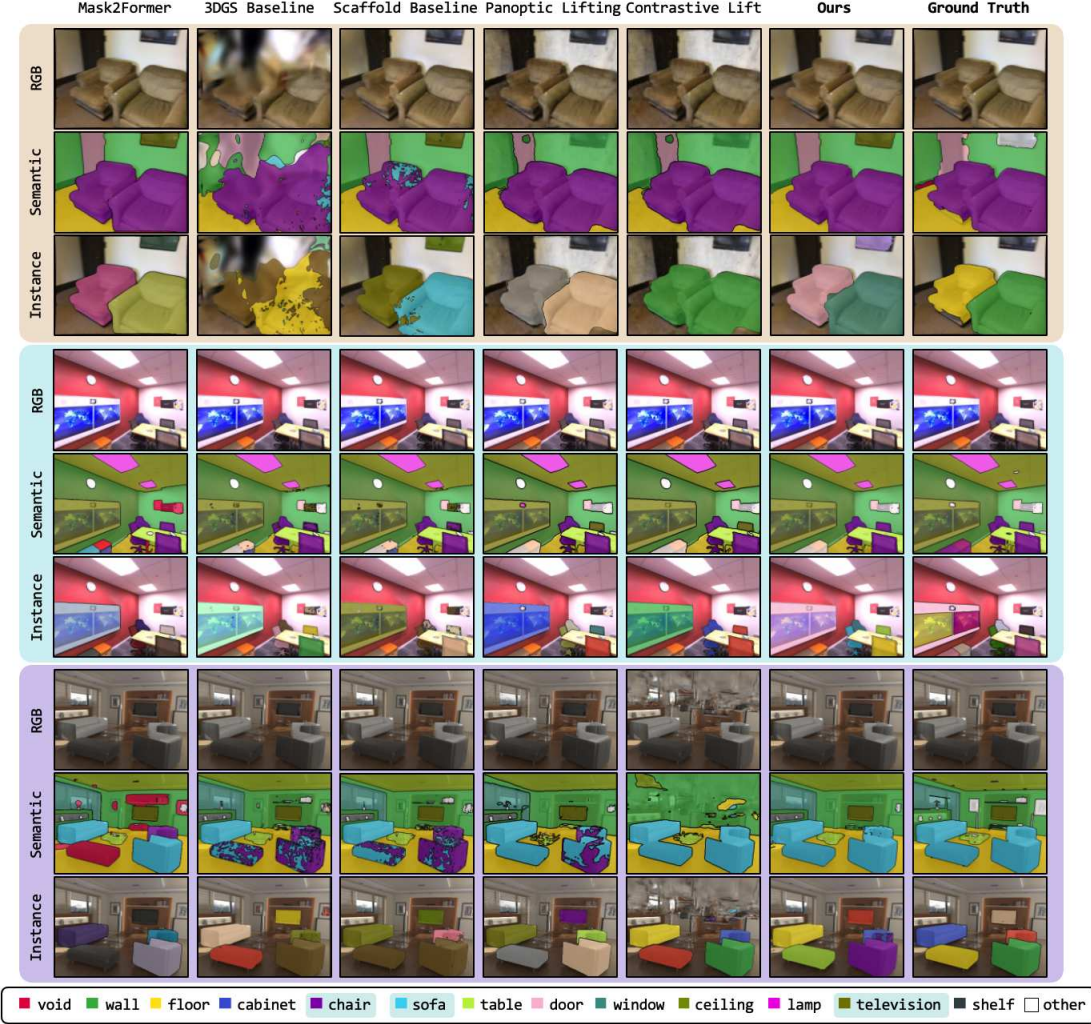 Mask2Former 3DGS Baseline Scaffold Baseline Panoptic Lifting Contrastive Lift Ours Ground Truth
RGB
Semantic
Instance
RGB
Semantic
Instance
RGB
Semantic
Instance
void wall floor cabinet chair sofa table door window ceiling lamp television shelf other